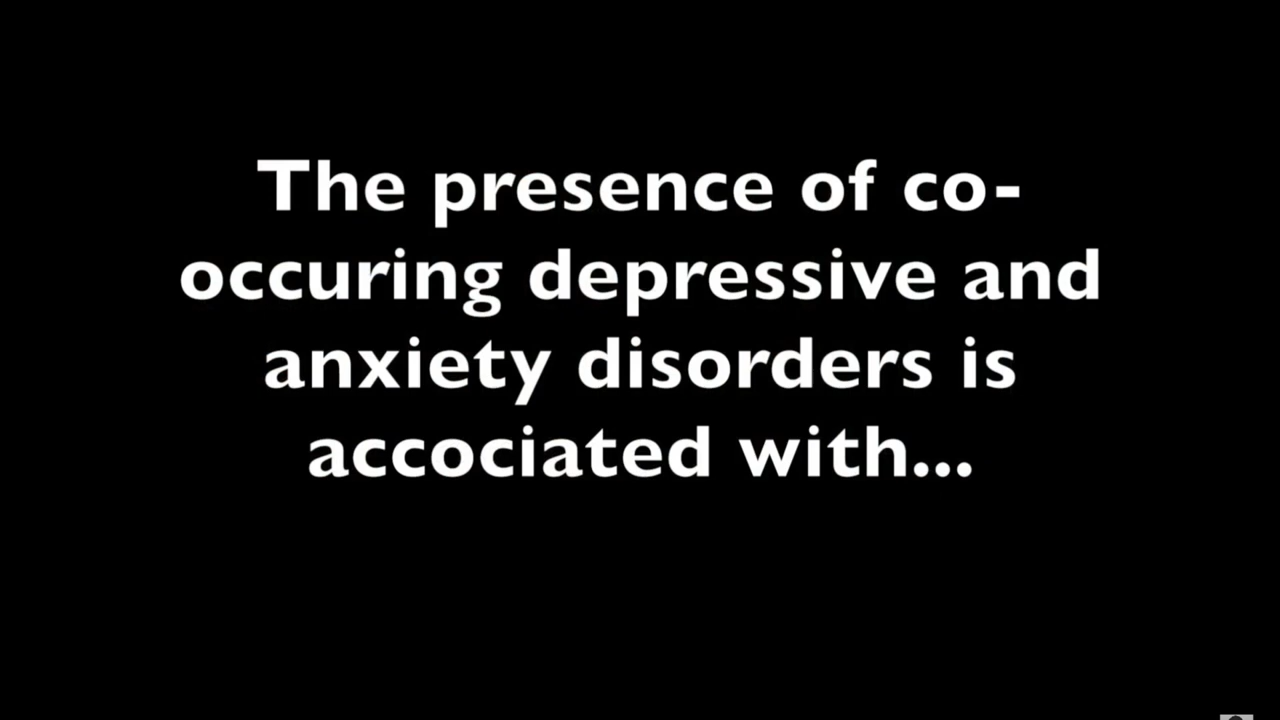 The presence of co-
occuring depressive and
anxiety disorders is
accociated with...